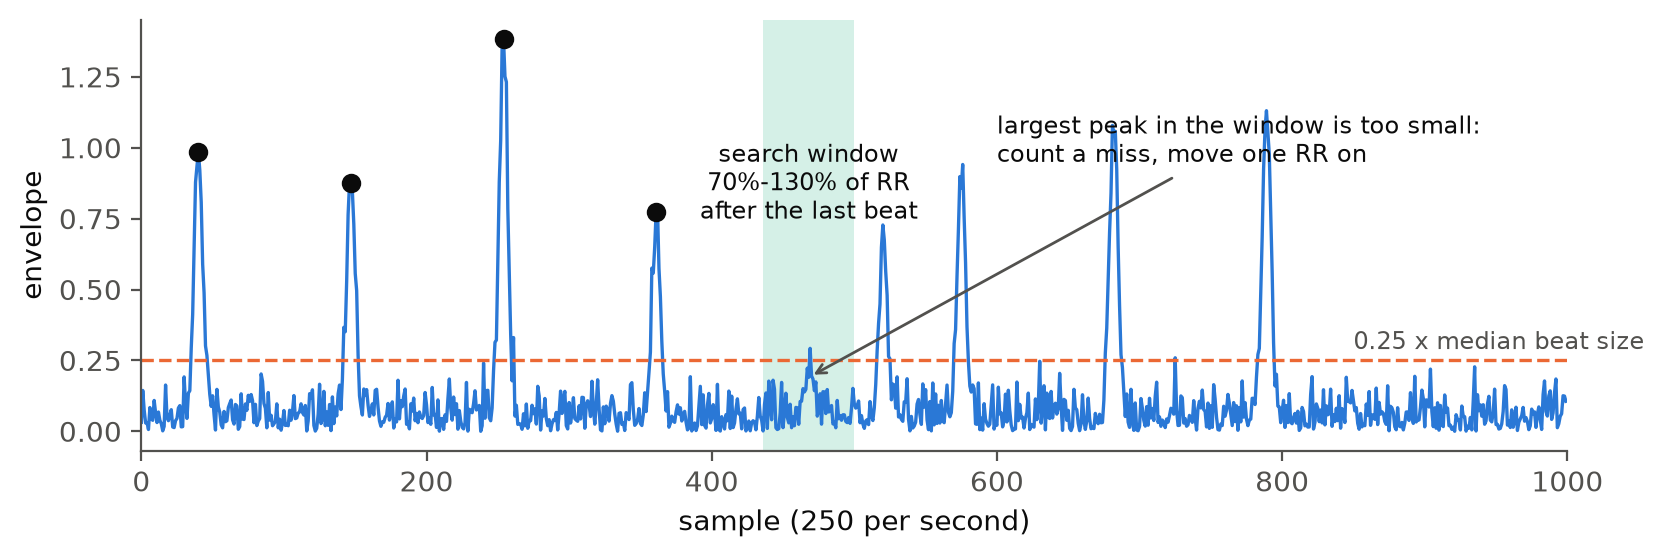 1.25
1.00
0.75
0.50
0.25
0.00
envelope
search window
70%-130% of RR
after the last beat
largest peak in the window is too small:
count a miss, move one RR on
0.25 x median beat size
0
200
400
600
800
1000
sample (250 per second)